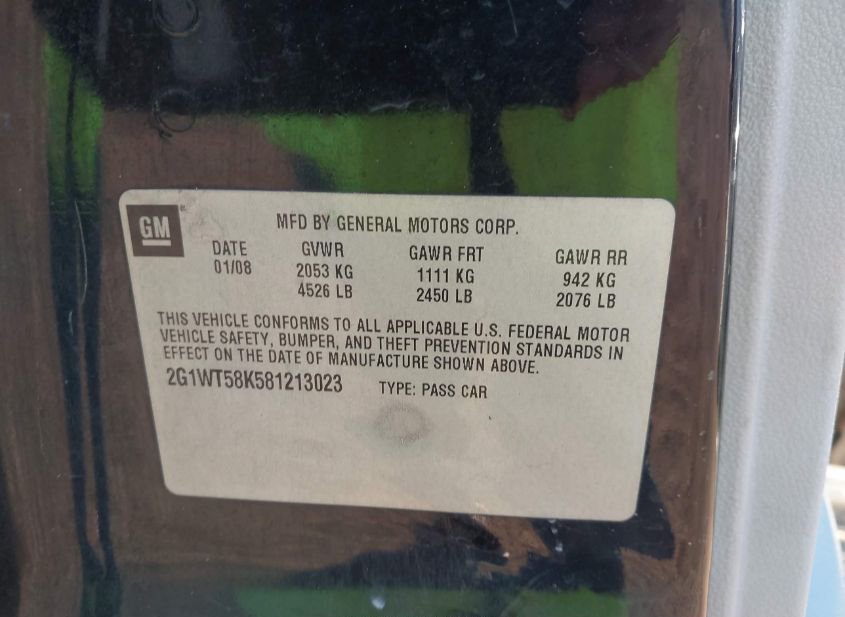 GM
MFD BY GENERAL MOTORS CORP.
DATE GVWR GAWR FRT GAWR RR
01/08 2053 KG 1111 KG 942 KG
4526 LB 2450 LB 2076 LB
THIS VEHICLE CONFORMS TO ALL APPLICABLE U.S. FEDERAL MOTOR
VEHICLE SAFETY, BUMPER, AND THEFT PREVENTION STANDARDS IN
EFFECT ON THE DATE OF MANUFACTURE SHOWN ABOVE.
2G1WT58K581213023 TYPE: PASS CAR